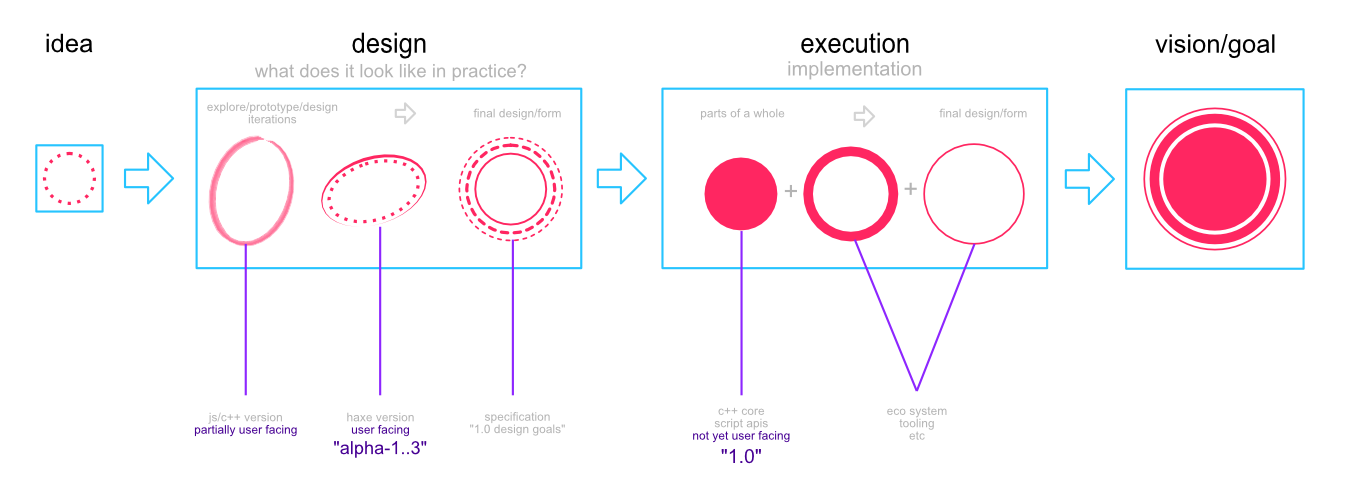 idea
design
what does it look like in practice?
explore/prototype/design
iterations
final design/form
execution
implementation
parts of a whole
+
+
final design/form
vision/goal
js/c++ version
partially user facing
haxe version
user facing
"alpha-1..3"
specification
"1.0 design goals"
c++ core
script apis
not yet user facing
"1.0"
eco system
tooling
etc